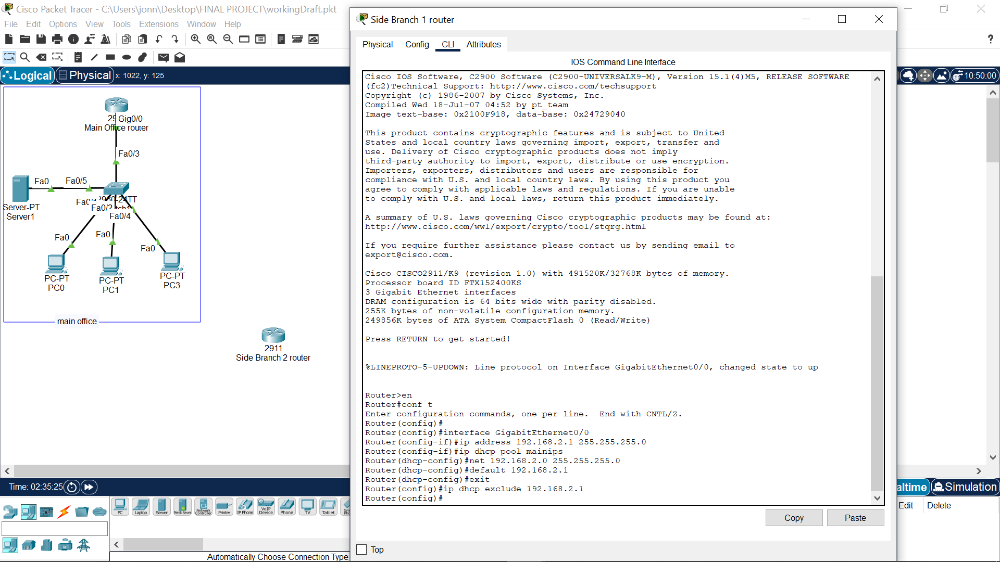 Cisco Packet Tracer - C:\Users\jonn\Desktop\FINAL PROJECT\workingDraft.pkt
File Edit Options View Tools Extensions Window Help
Logical
Physical
x: 1022, y: 125
Gig0/0
Main Office router
Fa0/3
Fa0
Fa0/5
Server-PT
Server1
Fa0/2
Fa0/4
Fa0
Fa0
Fa0
PC-PT
PC0
PC-PT
PC1
PC-PT
PC3
main office
2911
Side Branch 2 router
Time: 02:35:25
PC
Laptop
Server
Meraki Server
Network Controller
Printer
IP Phone
VoIP Device
Phone
TV
Tablet
Automatically Choose Connection Type
Side Branch 1 router
Physical Config CLI Attributes
IOS Command Line Interface
Cisco IOS Software, C2900 Software (C2900-UNIVERSALK9-M), Version 15.1(4)M5, RELEASE SOFTWARE
(fc2)Technical Support: http://www.cisco.com/techsupport
Copyright (c) 1986-2007 by Cisco Systems, Inc.
Compiled Wed 18-Jul-07 04:52 by pt_team
Image text-base: 0x2100F918, data-base: 0x24729040
This product contains cryptographic features and is subject to United
States and local country laws governing import, export, transfer and
use. Delivery of Cisco cryptographic products does not imply
third-party authority to import, export, distribute or use encryption.
Importers, exporters, distributors and users are responsible for
compliance with U.S. and local country laws. By using this product you
agree to comply with applicable laws and regulations. If you are unable
to comply with U.S. and local laws, return this product immediately.
A summary of U.S. laws governing Cisco cryptographic products may be found at:
http://www.cisco.com/wwl/export/crypto/tool/stqrg.html
If you require further assistance please contact us by sending email to
export@cisco.com.
Cisco CISCO2911/K9 (revision 1.0) with 491520K/32768K bytes of memory.
Processor board ID FTX152400KS
3 Gigabit Ethernet interfaces
DRAM configuration is 64 bits wide with parity disabled.
255K bytes of non-volatile configuration memory.
249856K bytes of ATA System CompactFlash 0 (Read/Write)
Press RETURN to get started!
%LINEPROTO-5-UPDOWN: Line protocol on Interface GigabitEthernet0/0, changed state to up
Router>en
Router#conf t
Enter configuration commands, one per line.  End with CNTL/Z.
Router(config)#
Router(config)#interface GigabitEthernet0/0
Router(config-if)#ip address 192.168.2.1 255.255.255.0
Router(config-if)#ip dhcp pool mainips
Router(dhcp-config)#net 192.168.2.0 255.255.255.0
Router(dhcp-config)#default 192.168.2.1
Router(dhcp-config)#exit
Router(config)#ip dhcp exclude 192.168.2.1
Router(config)#
Copy
Paste
Top
10:50:00
altime
Simulation
Edit
Delete